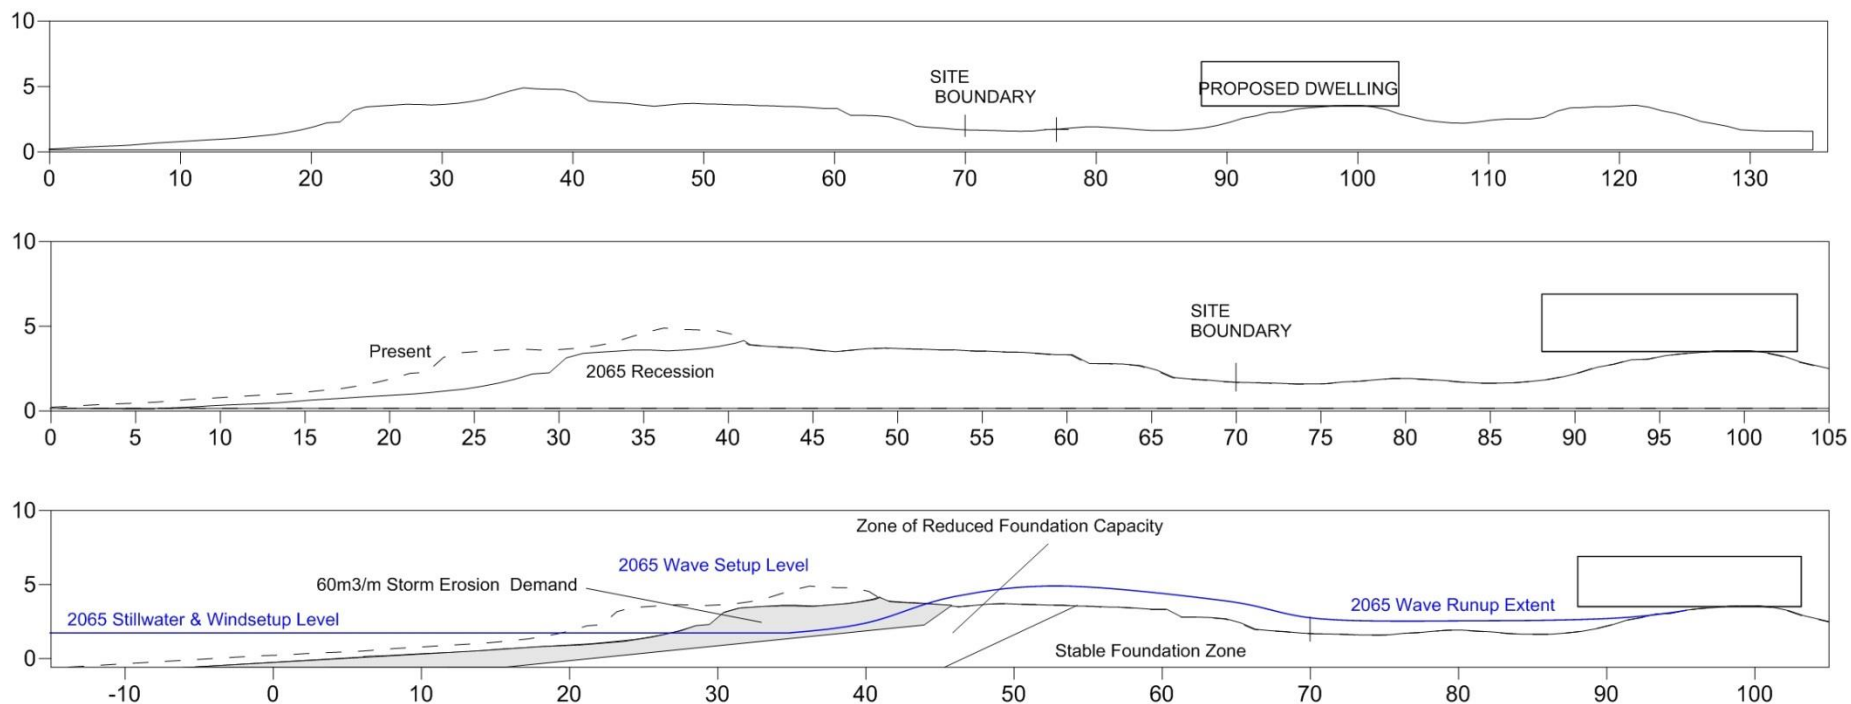 10
5
0
SITE
BOUNDARY
PROPOSED DWELLING
0 10 20 30 40 50 60 70 80 90 100 110 120 130
10
5
0
Present
2065 Recession
SITE
BOUNDARY
0 5 10 15 20 25 30 35 40 45 50 55 60 65 70 75 80 85 90 95 100 105
10
5
0
Zone of Reduced Foundation Capacity
2065 Wave Setup Level
60m3/m Storm Erosion Demand
2065 Stillwater & Windsetup Level
2065 Wave Runup Extent
Stable Foundation Zone
-10 0 10 20 30 40 50 60 70 80 90 100